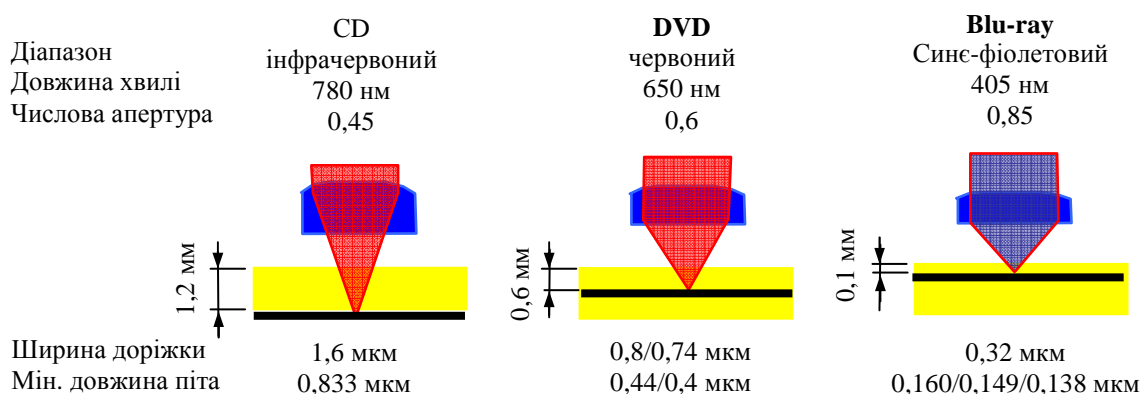 CD DVD Blu-ray
Діапазон інфрачервоний червоний Синє-фіолетовий
Довжина хвилі 780 нм 650 нм 405 нм
Числова апертура 0,45 0,6 0,85
1,2 мм 0,6 мм 0,1 мм
Ширина доріжки 1,6 мкм 0,8/0,74 мкм 0,32 мкм
Мін. довжина піта 0,833 мкм 0,44/0,4 мкм 0,160/0,149/0,138 мкм